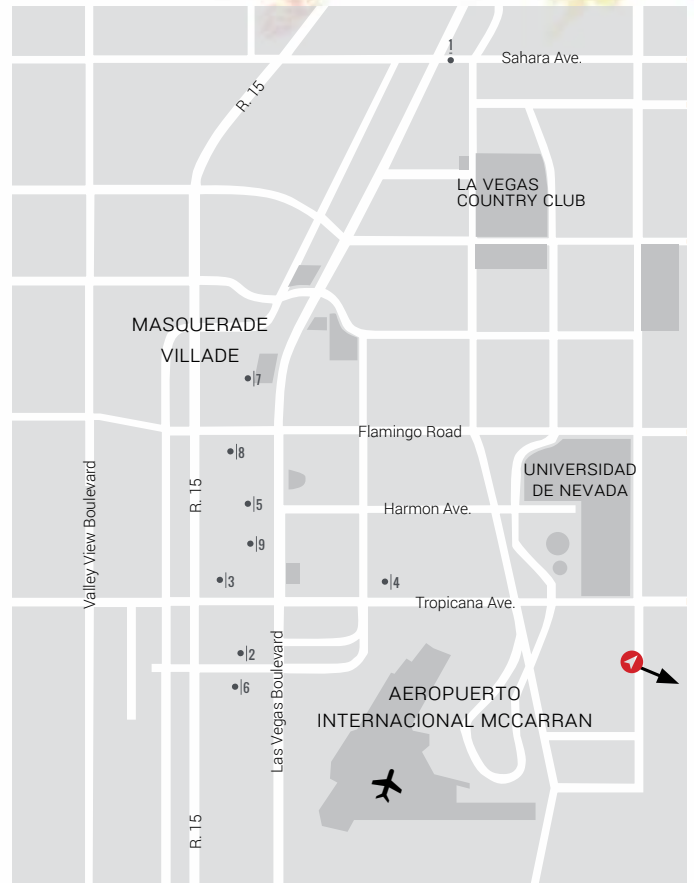 1
Sahara Ave.
R. 15
LA VEGAS
COUNTRY CLUB
MASQUERADE
VILLADE
7
Flamingo Road
8
UNIVERSIDAD
DE NEVADA
Valley View Boulevard
R. 15
5
Harmon Ave.
9
3
4
Tropicana Ave.
2
Las Vegas Boulevard
6
AEROPUERTO
INTERNACIONAL MCCARRAN
R. 15